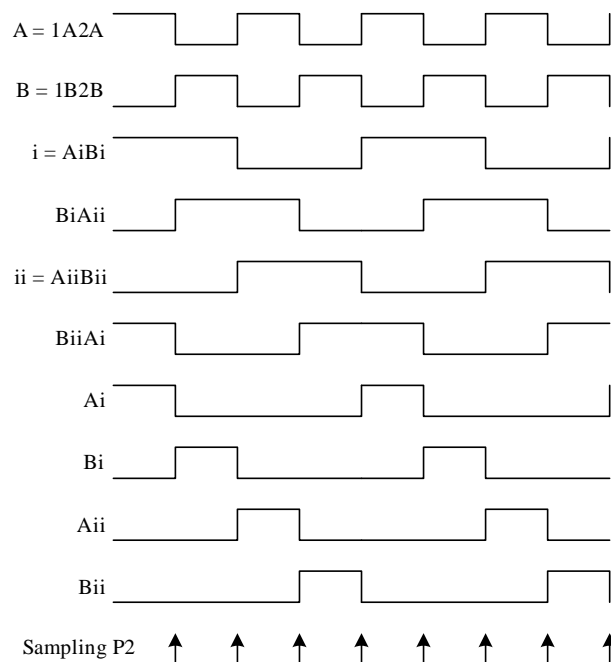 A = 1A2A
B = 1B2B
i = AiBi
BiAii
ii = AiiBii
BiiAi
Ai
Bi
Aii
Bii
Sampling P2